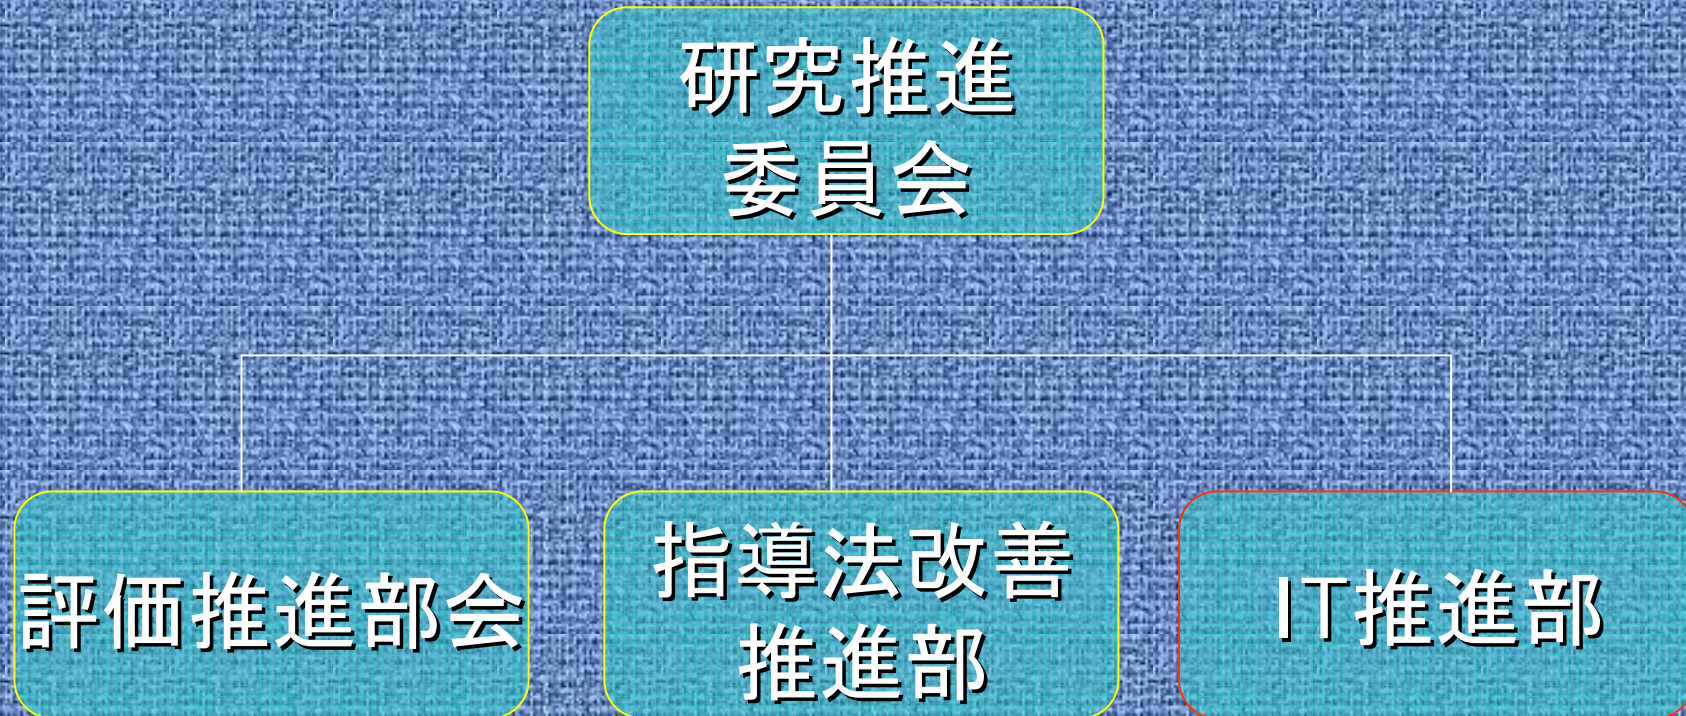 研究推進
委員会
評価推進部会
指導法改善
推進部
IT推進部